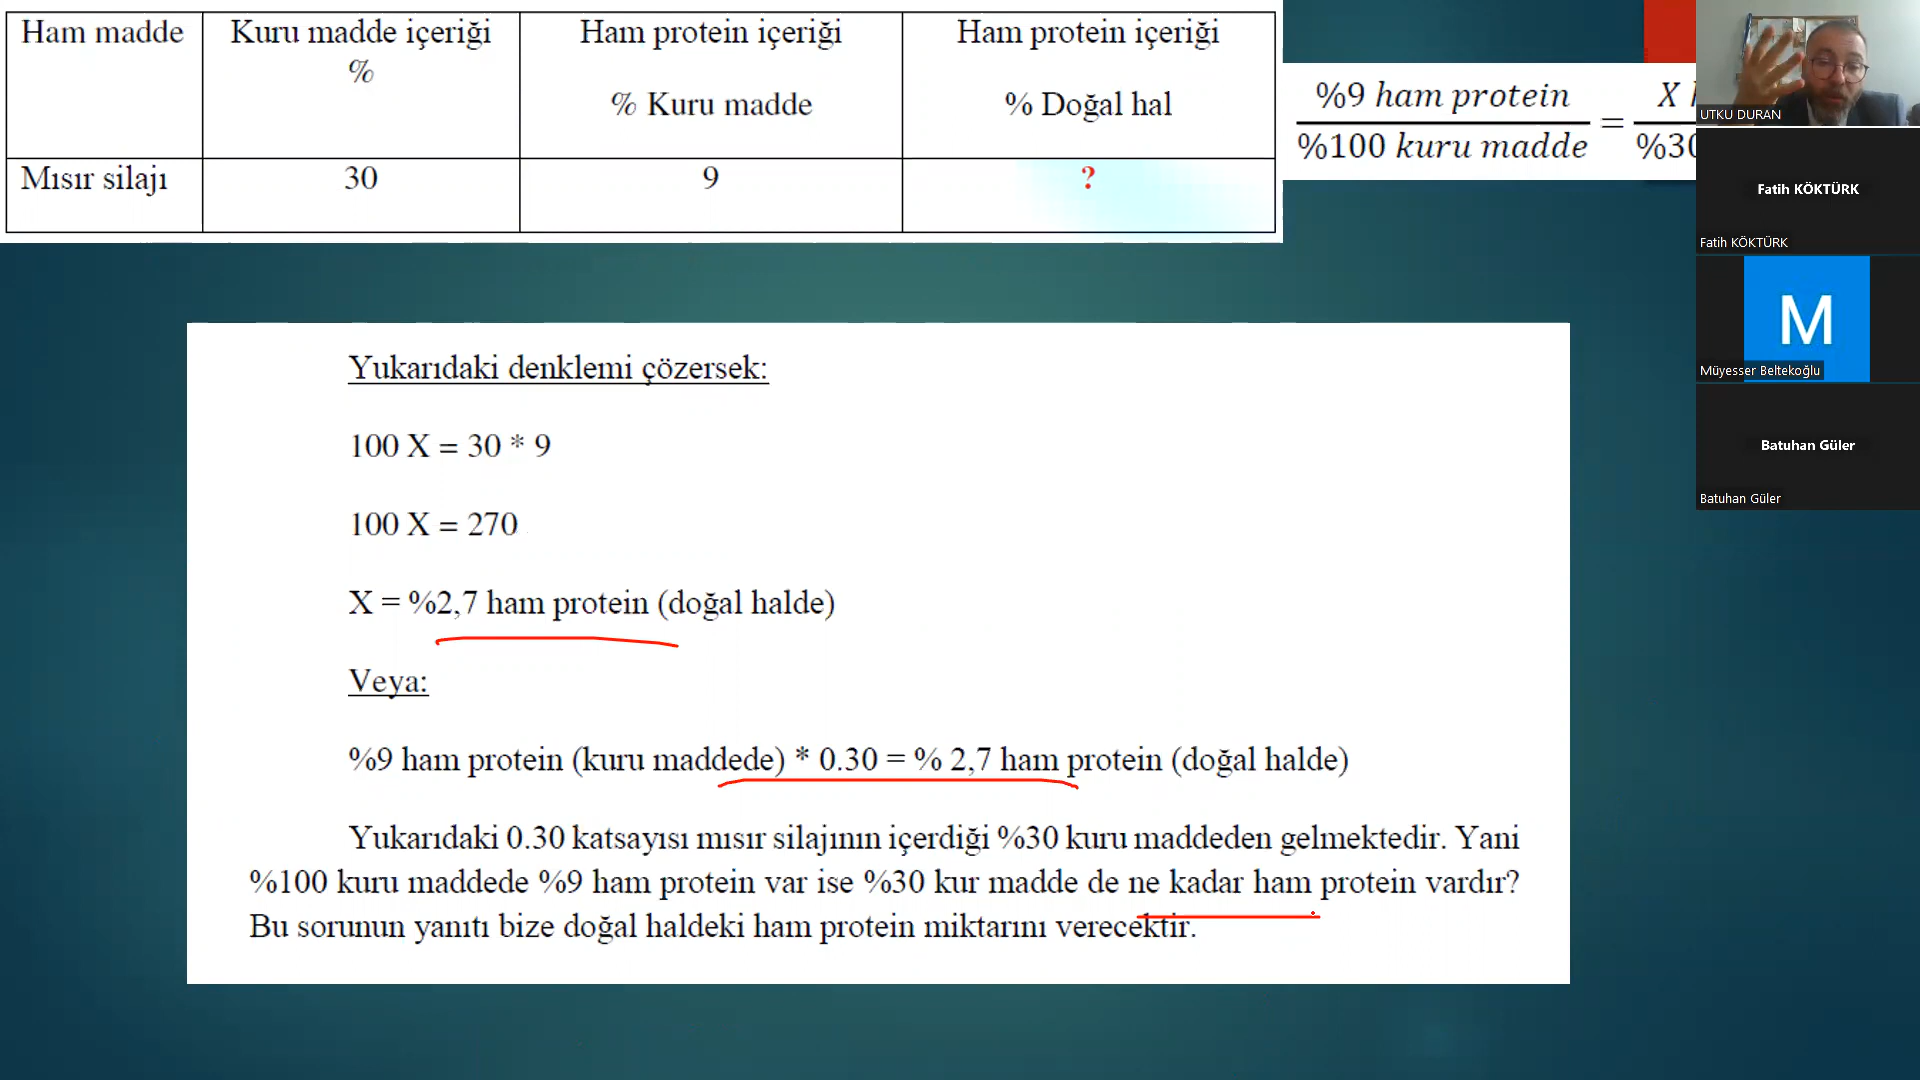 Ham madde
Kuru madde içeriği
%
Ham protein içeriği
% Kuru madde
Ham protein içeriği
% Doğal hal
Mısır silajı
30
9
?
%9 ham protein
%100 kuru madde
=
X
%30
UTKU DURAN
Fatih KÖKTÜRK
Fatih KÖKTÜRK
M
Müyesser Beltekoğlu
Batuhan Güler
Batuhan Güler
Yukarıdaki denklemi çözersek:
100 X = 30 * 9
100 X = 270
X = %2,7 ham protein (doğal halde)
Veya:
%9 ham protein (kuru maddede) * 0.30 = % 2,7 ham protein (doğal halde)
Yukarıdaki 0.30 katsayısı mısır silajının içerdiği %30 kuru maddeden gelmektedir. Yani
%100 kuru maddede %9 ham protein var ise %30 kur madde de ne kadar ham protein vardır?
Bu sorunun yanıtı bize doğal haldeki ham protein miktarını verecektir.